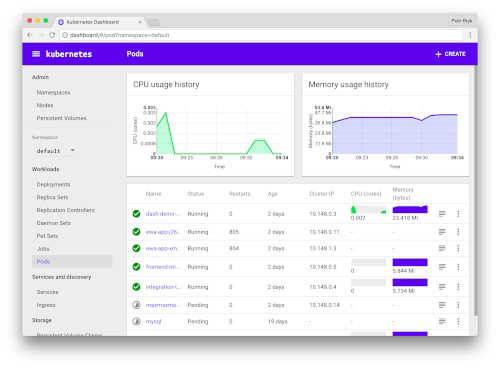 Kubernetes Dashboard
Piotr Bryk
dashboard/#/pod?namespace=default
kubernetes
Pods
+ CREATE
Admin
Namespaces
Nodes
Persistent Volumes
Namespace
default
Workloads
Deployments
Replica Sets
Replication Controllers
Daemon Sets
Pet Sets
Jobs
Pods
Services and discovery
Services
Ingress
Storage
Persistent Volume Claims
CPU usage history
CPU (cores)
0.003
0.002
0.002
0.0008
0
09:20
09:23
09:26
09:30
09:34
Time
Memory usage history
Memory (bytes)
53.6 Mi
47.7 Mi
35.8 Mi
23.8 Mi
11.9 Mi
0
09:20
09:23
09:26
09:30
09:34
Time
Name Status Restarts Age Cluster IP CPU (cores) Memory (bytes)
dash-demo-... Running 0 2 days 10.148.0.3 0.002 23.418 Mi
ewa-app-j26... Running 805 2 days 10.148.0.11 - -
ewa-app-xm... Running 804 2 days 10.148.1.3 - -
frontend-ml... Running 0 2 days 10.148.0.5 0 5.844 Mi
integration-t... Running 0 2 days 10.148.0.4 0 5.734 Mi
maxmaxma... Pending 0 2 days 10.148.0.14 - -
mysql Pending 0 19 days - - -